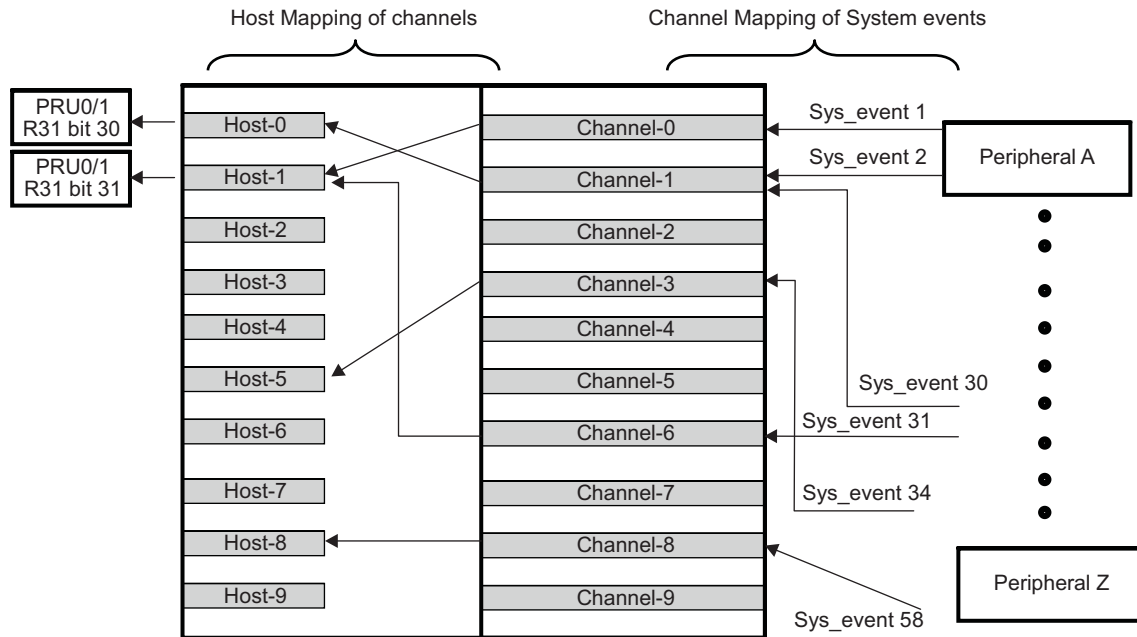 Host Mapping of channels
Channel Mapping of System events
PRU0/1
R31 bit 30
PRU0/1
R31 bit 31
Host-0
Host-1
Host-2
Host-3
Host-4
Host-5
Host-6
Host-7
Host-8
Host-9
Channel-0
Channel-1
Channel-2
Channel-3
Channel-4
Channel-5
Channel-6
Channel-7
Channel-8
Channel-9
Sys_event 1
Sys_event 2
Sys_event 30
Sys_event 31
Sys_event 34
Sys_event 58
Peripheral A
Peripheral Z